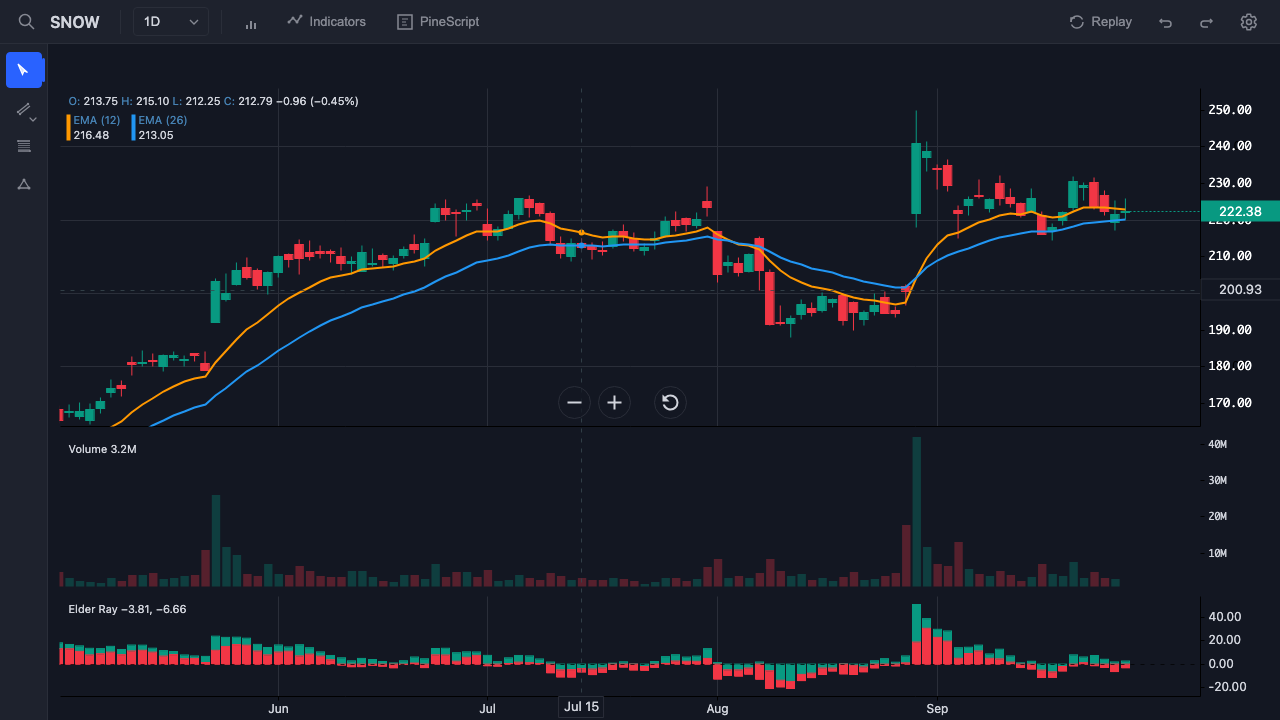 SNOW 1D Indicators PineScript Replay
O: 213.75 H: 215.10 L: 212.25 C: 212.79 −0.96 (−0.45%)
EMA (12) EMA (26)
216.48 213.05
250.00
240.00
230.00
222.38
220.00
210.00
200.93
190.00
180.00
170.00
Volume 3.2M
40M
30M
20M
10M
Elder Ray −3.81, −6.66
40.00
20.00
0.00
−20.00
Jun Jul Jul 15 Aug Sep